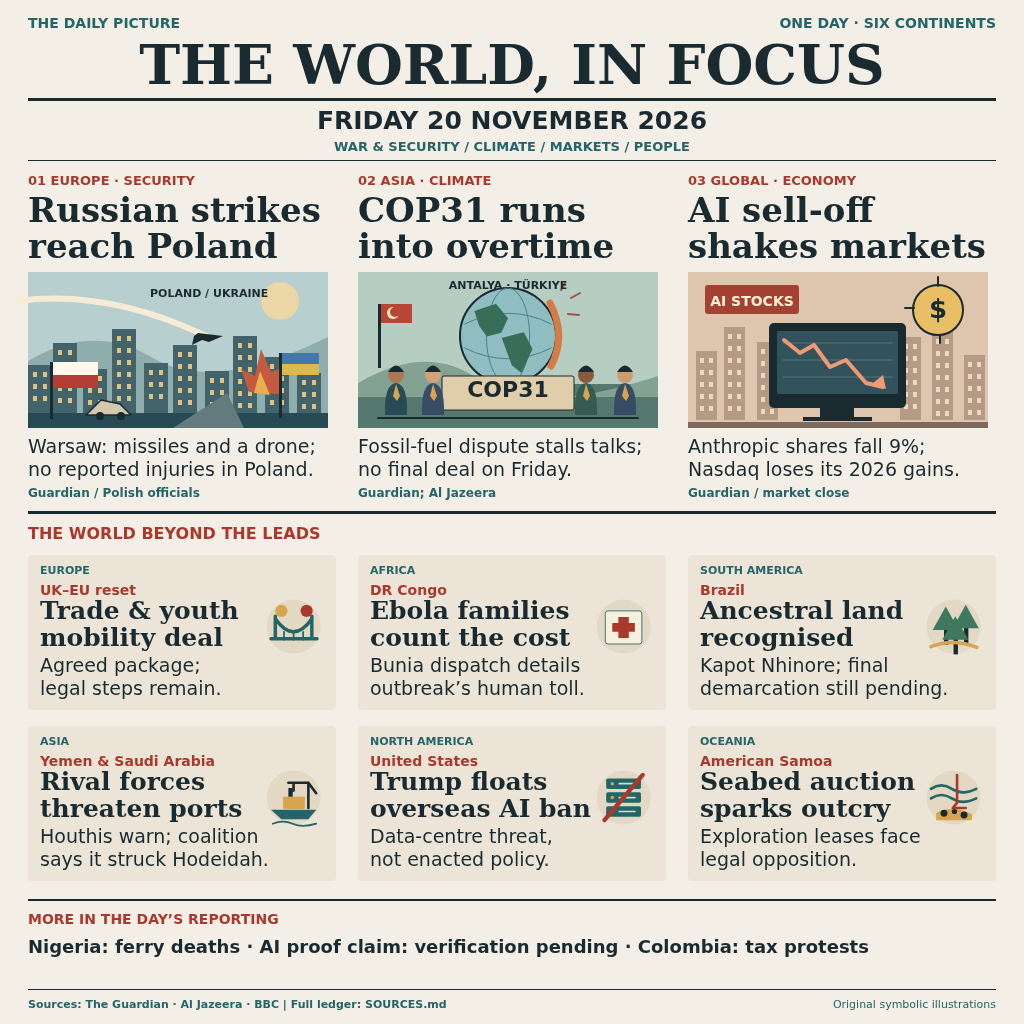 THE DAILY PICTURE
ONE DAY · SIX CONTINENTS
THE WORLD, IN FOCUS
FRIDAY 20 NOVEMBER 2026
WAR & SECURITY / CLIMATE / MARKETS / PEOPLE
01 EUROPE · SECURITY
Russian strikes
reach Poland
POLAND / UKRAINE
Warsaw: missiles and a drone;
no reported injuries in Poland.
Guardian / Polish officials
02 ASIA · CLIMATE
COP31 runs
into overtime
ANTALYA · TÜRKIYE
COP31
Fossil-fuel dispute stalls talks;
no final deal on Friday.
Guardian; Al Jazeera
03 GLOBAL · ECONOMY
AI sell-off
shakes markets
AI STOCKS
$
Anthropic shares fall 9%;
Nasdaq loses its 2026 gains.
Guardian / market close
THE WORLD BEYOND THE LEADS
EUROPE
UK–EU reset
Trade & youth
mobility deal
Agreed package;
legal steps remain.
AFRICA
DR Congo
Ebola families
count the cost
Bunia dispatch details
outbreak’s human toll.
SOUTH AMERICA
Brazil
Ancestral land
recognised
Kapot Nhinore; final
demarcation still pending.
ASIA
Yemen & Saudi Arabia
Rival forces
threaten ports
Houthis warn; coalition
says it struck Hodeidah.
NORTH AMERICA
United States
Trump floats
overseas AI ban
Data-centre threat,
not enacted policy.
OCEANIA
American Samoa
Seabed auction
sparks outcry
Exploration leases face
legal opposition.
MORE IN THE DAY’S REPORTING
Nigeria: ferry deaths · AI proof claim: verification pending · Colombia: tax protests
Sources: The Guardian · Al Jazeera · BBC | Full ledger: SOURCES.md
Original symbolic illustrations